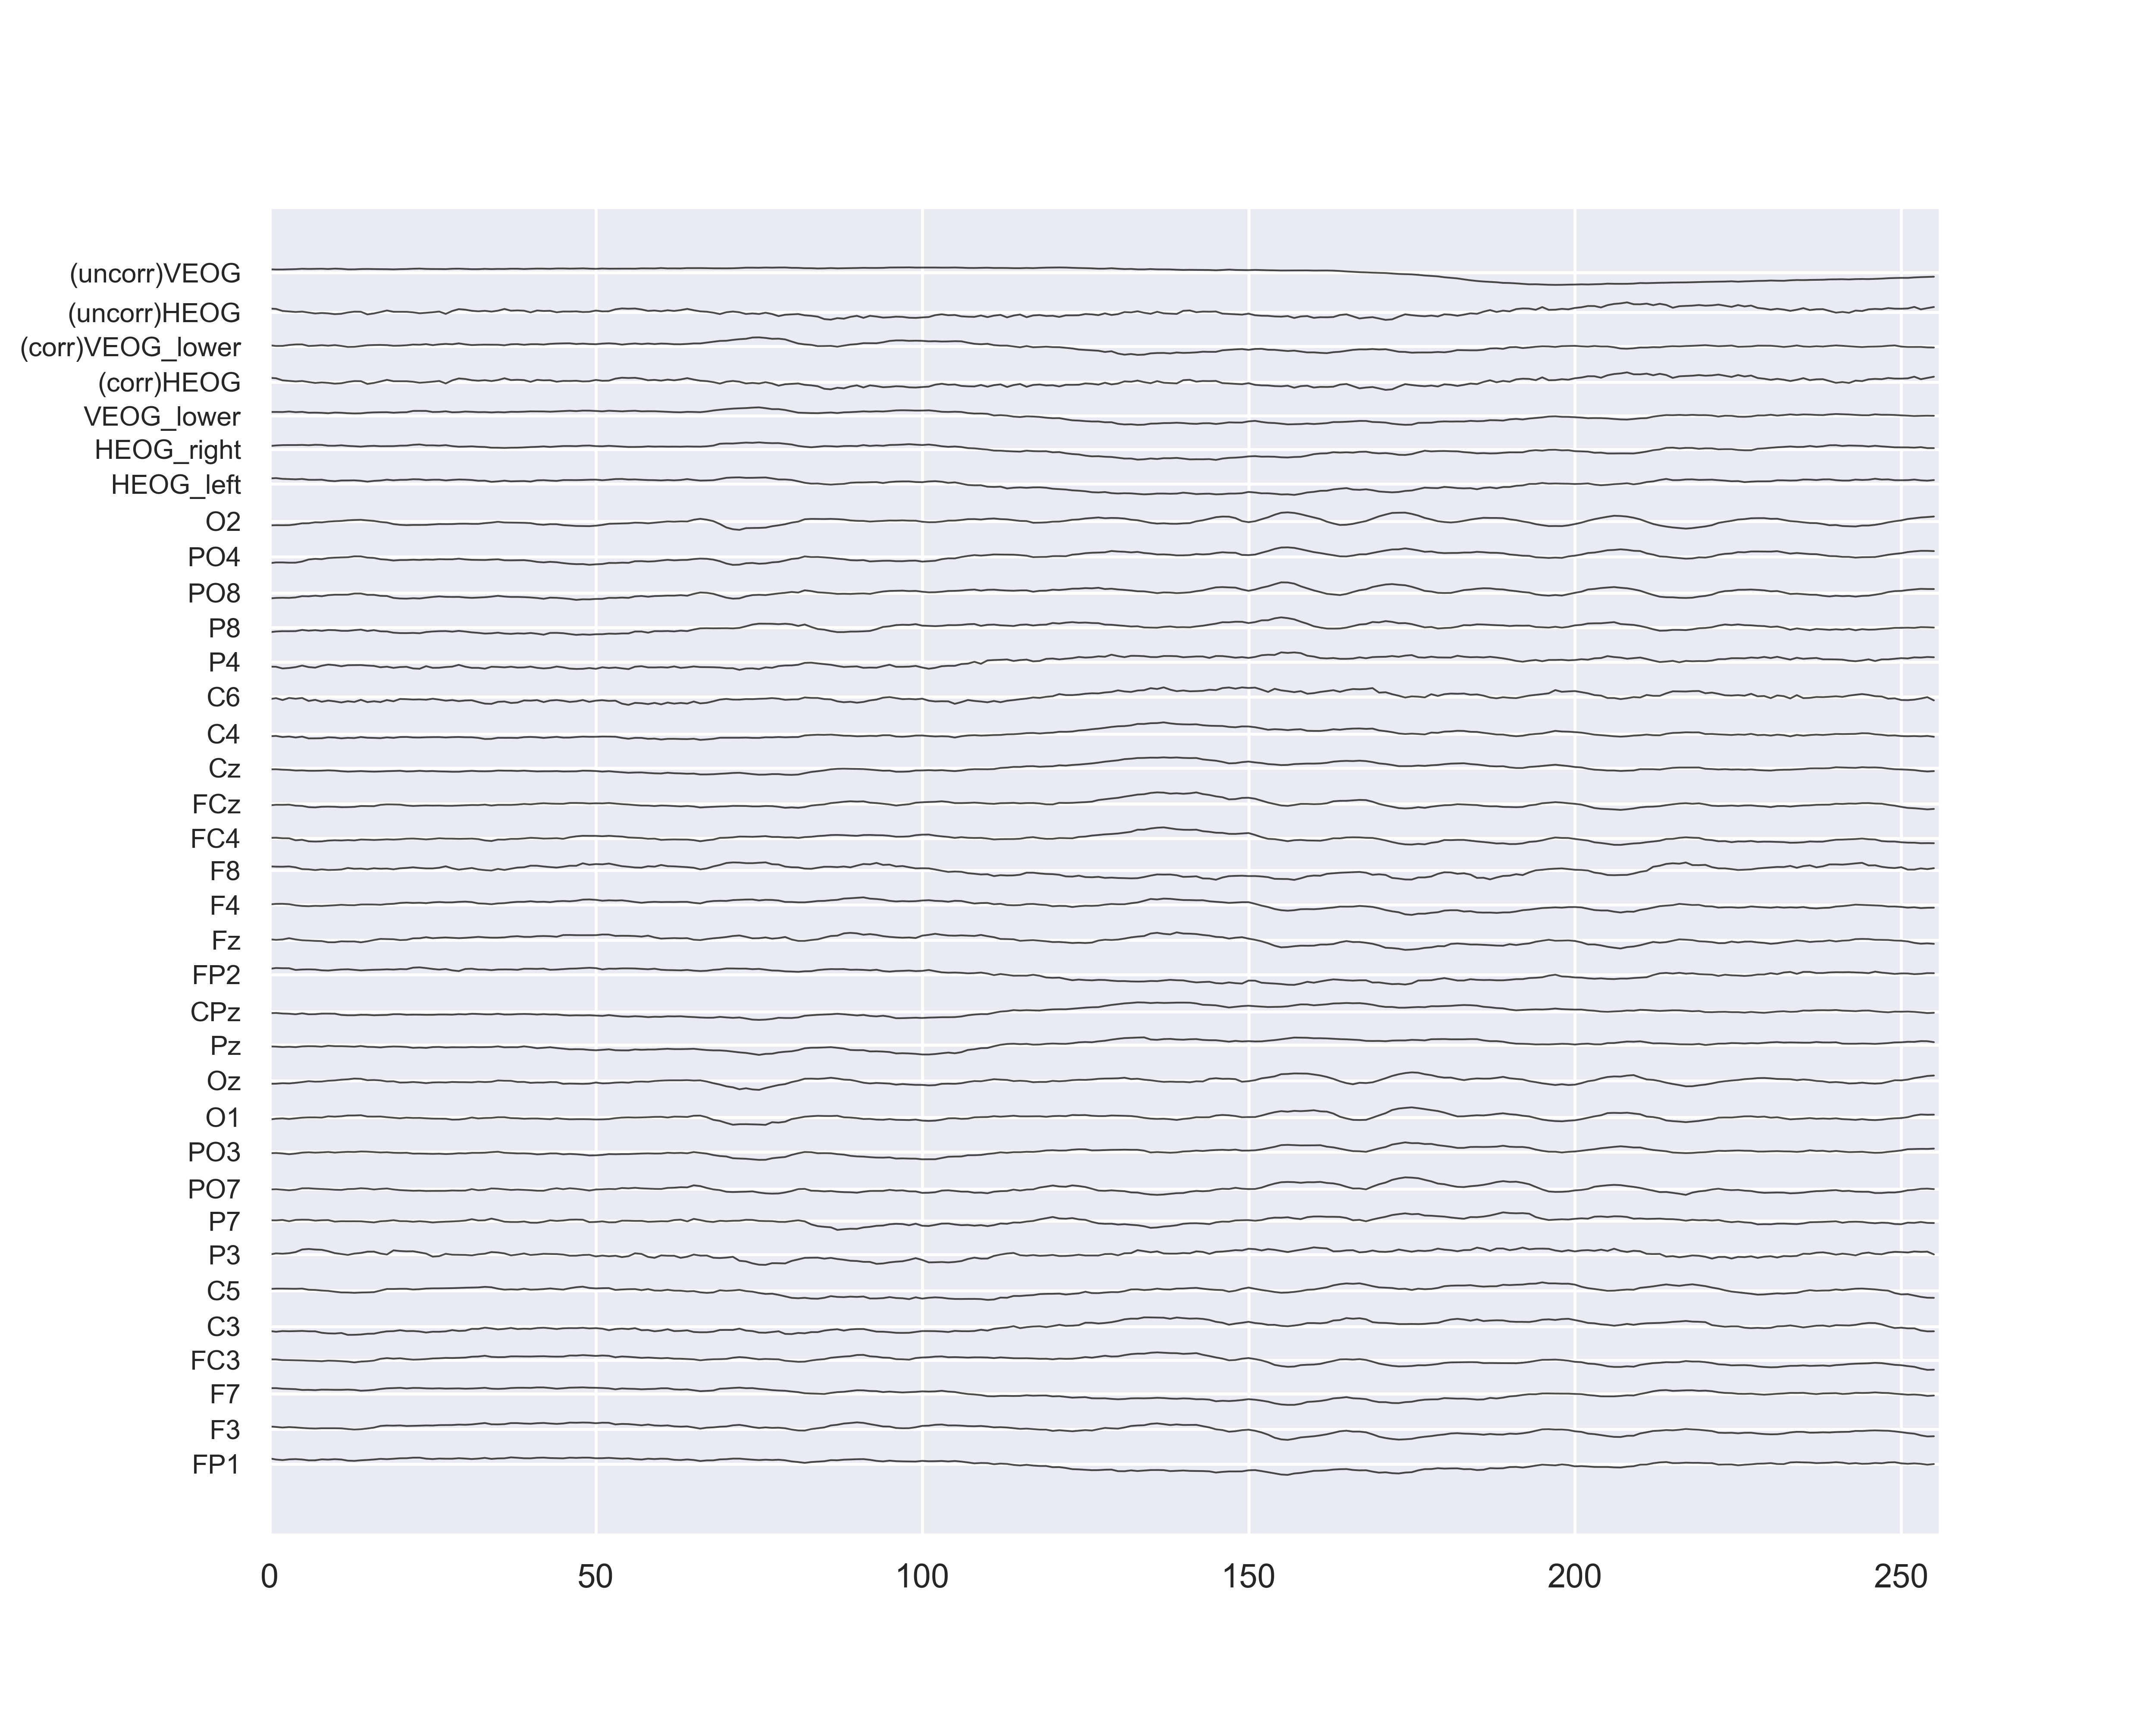 (uncorr)VEOG
(uncorr)HEOG
(corr)VEOG_lower
(corr)HEOG
VEOG_lower
HEOG_right
HEOG_left
O2
PO4
PO8
P8
P4
C6
C4
Cz
FCz
FC4
F8
F4
Fz
FP2
CPz
Pz
Oz
O1
PO3
PO7
P7
P3
C5
C3
FC3
F7
F3
FP1
0 50 100 150 200 250